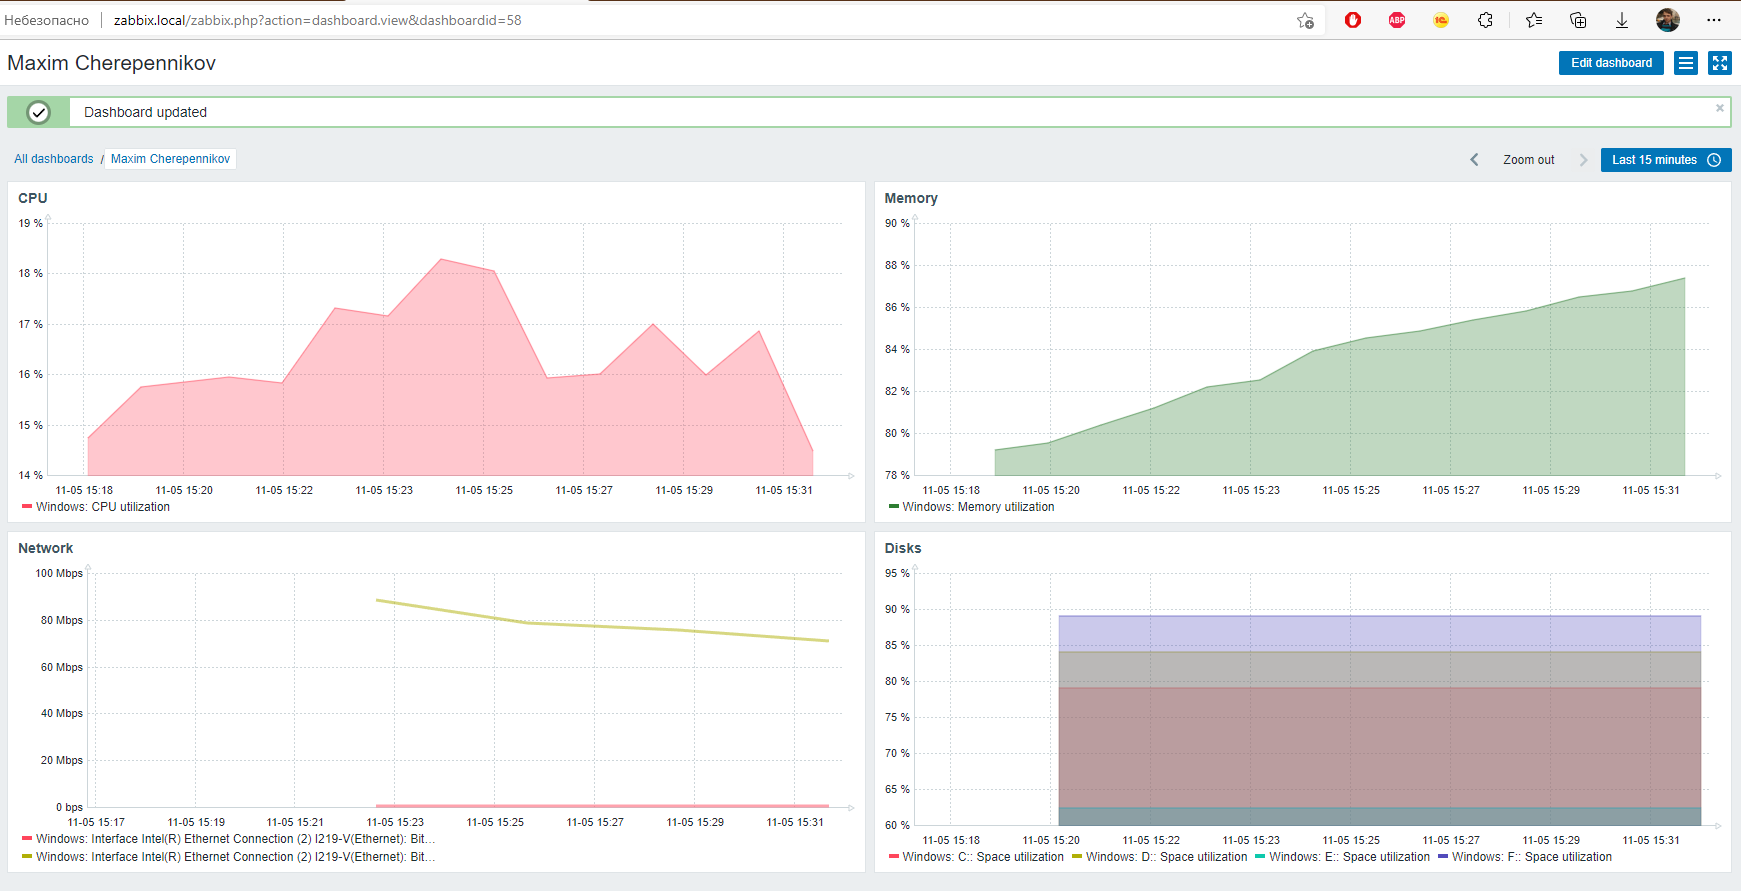 Небезопасно
zabbix.local/zabbix.php?action=dashboard.view&dashboardid=58
ABP
1C
Maxim Cherepennikov
Edit dashboard
Dashboard updated
All dashboards / Maxim Cherepennikov
Zoom out
Last 15 minutes
CPU
19 %
18 %
17 %
16 %
15 %
14 %
11-05 15:18 11-05 15:20 11-05 15:22 11-05 15:23 11-05 15:25 11-05 15:27 11-05 15:29 11-05 15:31
Windows: CPU utilization
Memory
90 %
88 %
86 %
84 %
82 %
80 %
78 %
11-05 15:18 11-05 15:20 11-05 15:22 11-05 15:23 11-05 15:25 11-05 15:27 11-05 15:29 11-05 15:31
Windows: Memory utilization
Network
100 Mbps
80 Mbps
60 Mbps
40 Mbps
20 Mbps
0 bps
11-05 15:17 11-05 15:19 11-05 15:21 11-05 15:23 11-05 15:25 11-05 15:27 11-05 15:29 11-05 15:31
Windows: Interface Intel(R) Ethernet Connection (2) I219-V(Ethernet): Bit…
Windows: Interface Intel(R) Ethernet Connection (2) I219-V(Ethernet): Bit…
Disks
95 %
90 %
85 %
80 %
75 %
70 %
65 %
60 %
11-05 15:18 11-05 15:20 11-05 15:22 11-05 15:23 11-05 15:25 11-05 15:27 11-05 15:29 11-05 15:31
Windows: C:: Space utilization Windows: D:: Space utilization Windows: E:: Space utilization Windows: F:: Space utilization